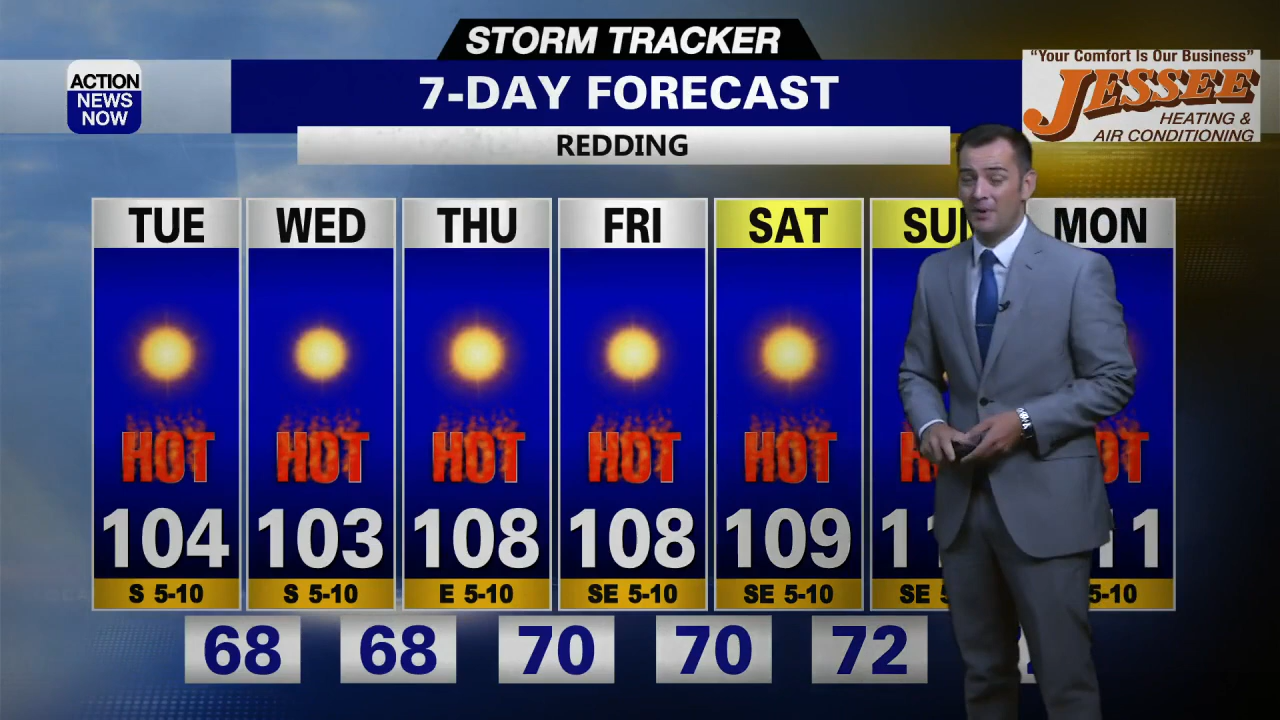 STORM TRACKER
ACTION
NEWS
NOW
7-DAY FORECAST
REDDING
"Your Comfort Is Our Business"
JESSEE
HEATING &
AIR CONDITIONING
TUE WED THU FRI SAT SUN MON
HOT HOT HOT HOT HOT
104 103 108 108 109
S 5-10 S 5-10 E 5-10 SE 5-10 SE 5-10 SE
68 68 70 70 72